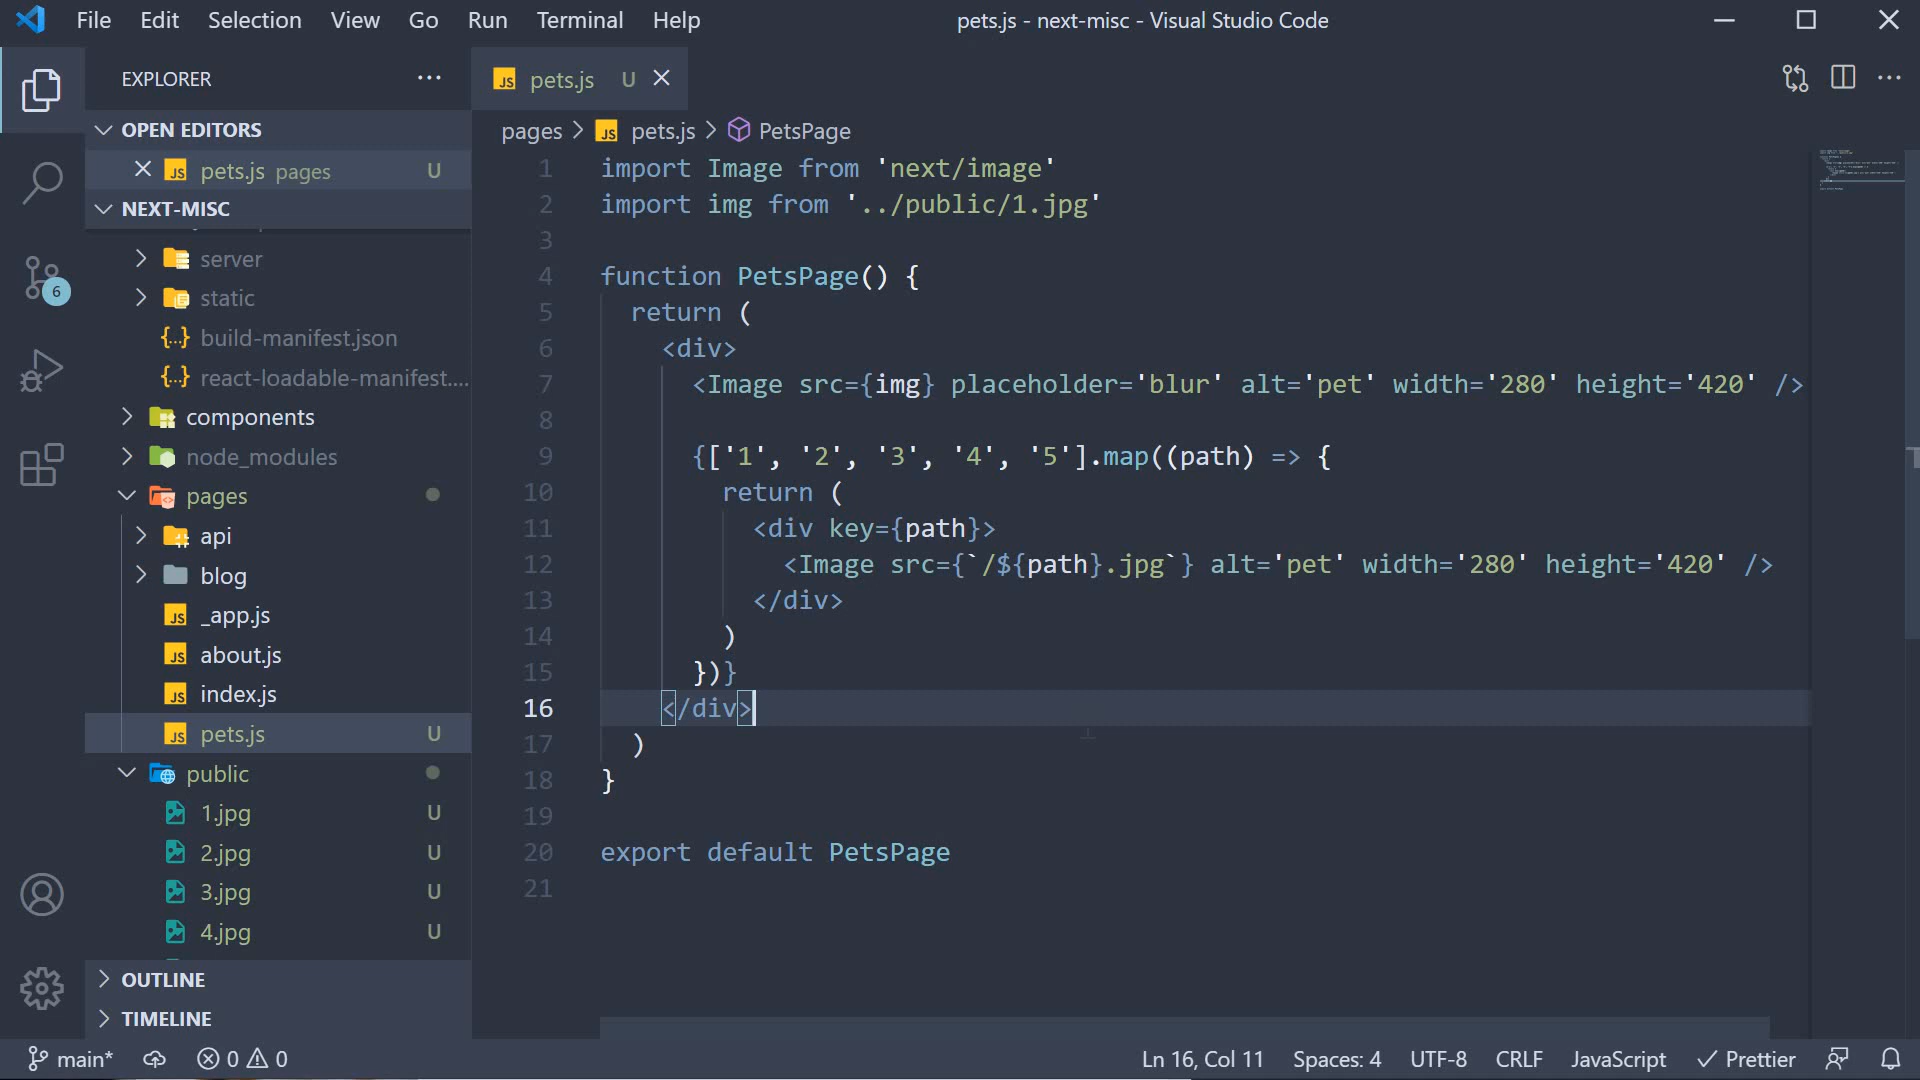 File Edit Selection View Go Run Terminal Help
pets.js - next-misc - Visual Studio Code
EXPLORER
OPEN EDITORS
pets.js pages U
NEXT-MISC
server
static
build-manifest.json
react-loadable-manifest....
components
node_modules
pages
api
blog
_app.js
about.js
index.js
pets.js U
public
1.jpg U
2.jpg U
3.jpg U
4.jpg U
OUTLINE
TIMELINE
6
JS pets.js U
pages > JS pets.js > PetsPage
1 import Image from 'next/image'
2 import img from '../public/1.jpg'
3
4 function PetsPage() {
5 return (
6 <div>
7 <Image src={img} placeholder='blur' alt='pet' width='280' height='420' />
8
9 {['1', '2', '3', '4', '5'].map((path) => {
10 return (
11 <div key={path}>
12 <Image src={`/${path}.jpg`} alt='pet' width='280' height='420' />
13 </div>
14 )
15 })}
16 </div>
17 )
18 }
19
20 export default PetsPage
21
main* 0 0
Ln 16, Col 11 Spaces: 4 UTF-8 CRLF JavaScript Prettier